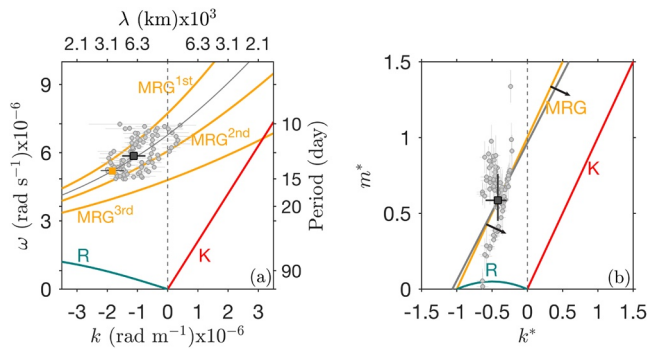 λ (km)x10³
2.1 3.1 6.3 6.3 3.1 2.1
ω (rad s⁻¹)x10⁻⁶
9
6
3
0
MRG1st
MRG2nd
MRG3rd
R
K
(a)
10
15
20
90
Period (day)
-3 -2 -1 0 1 2 3
k (rad m⁻¹)x10⁻⁶
m*
1.5
1
0.5
0
MRG
K
R
(b)
-1.5 -1 -0.5 0 0.5 1 1.5
k*